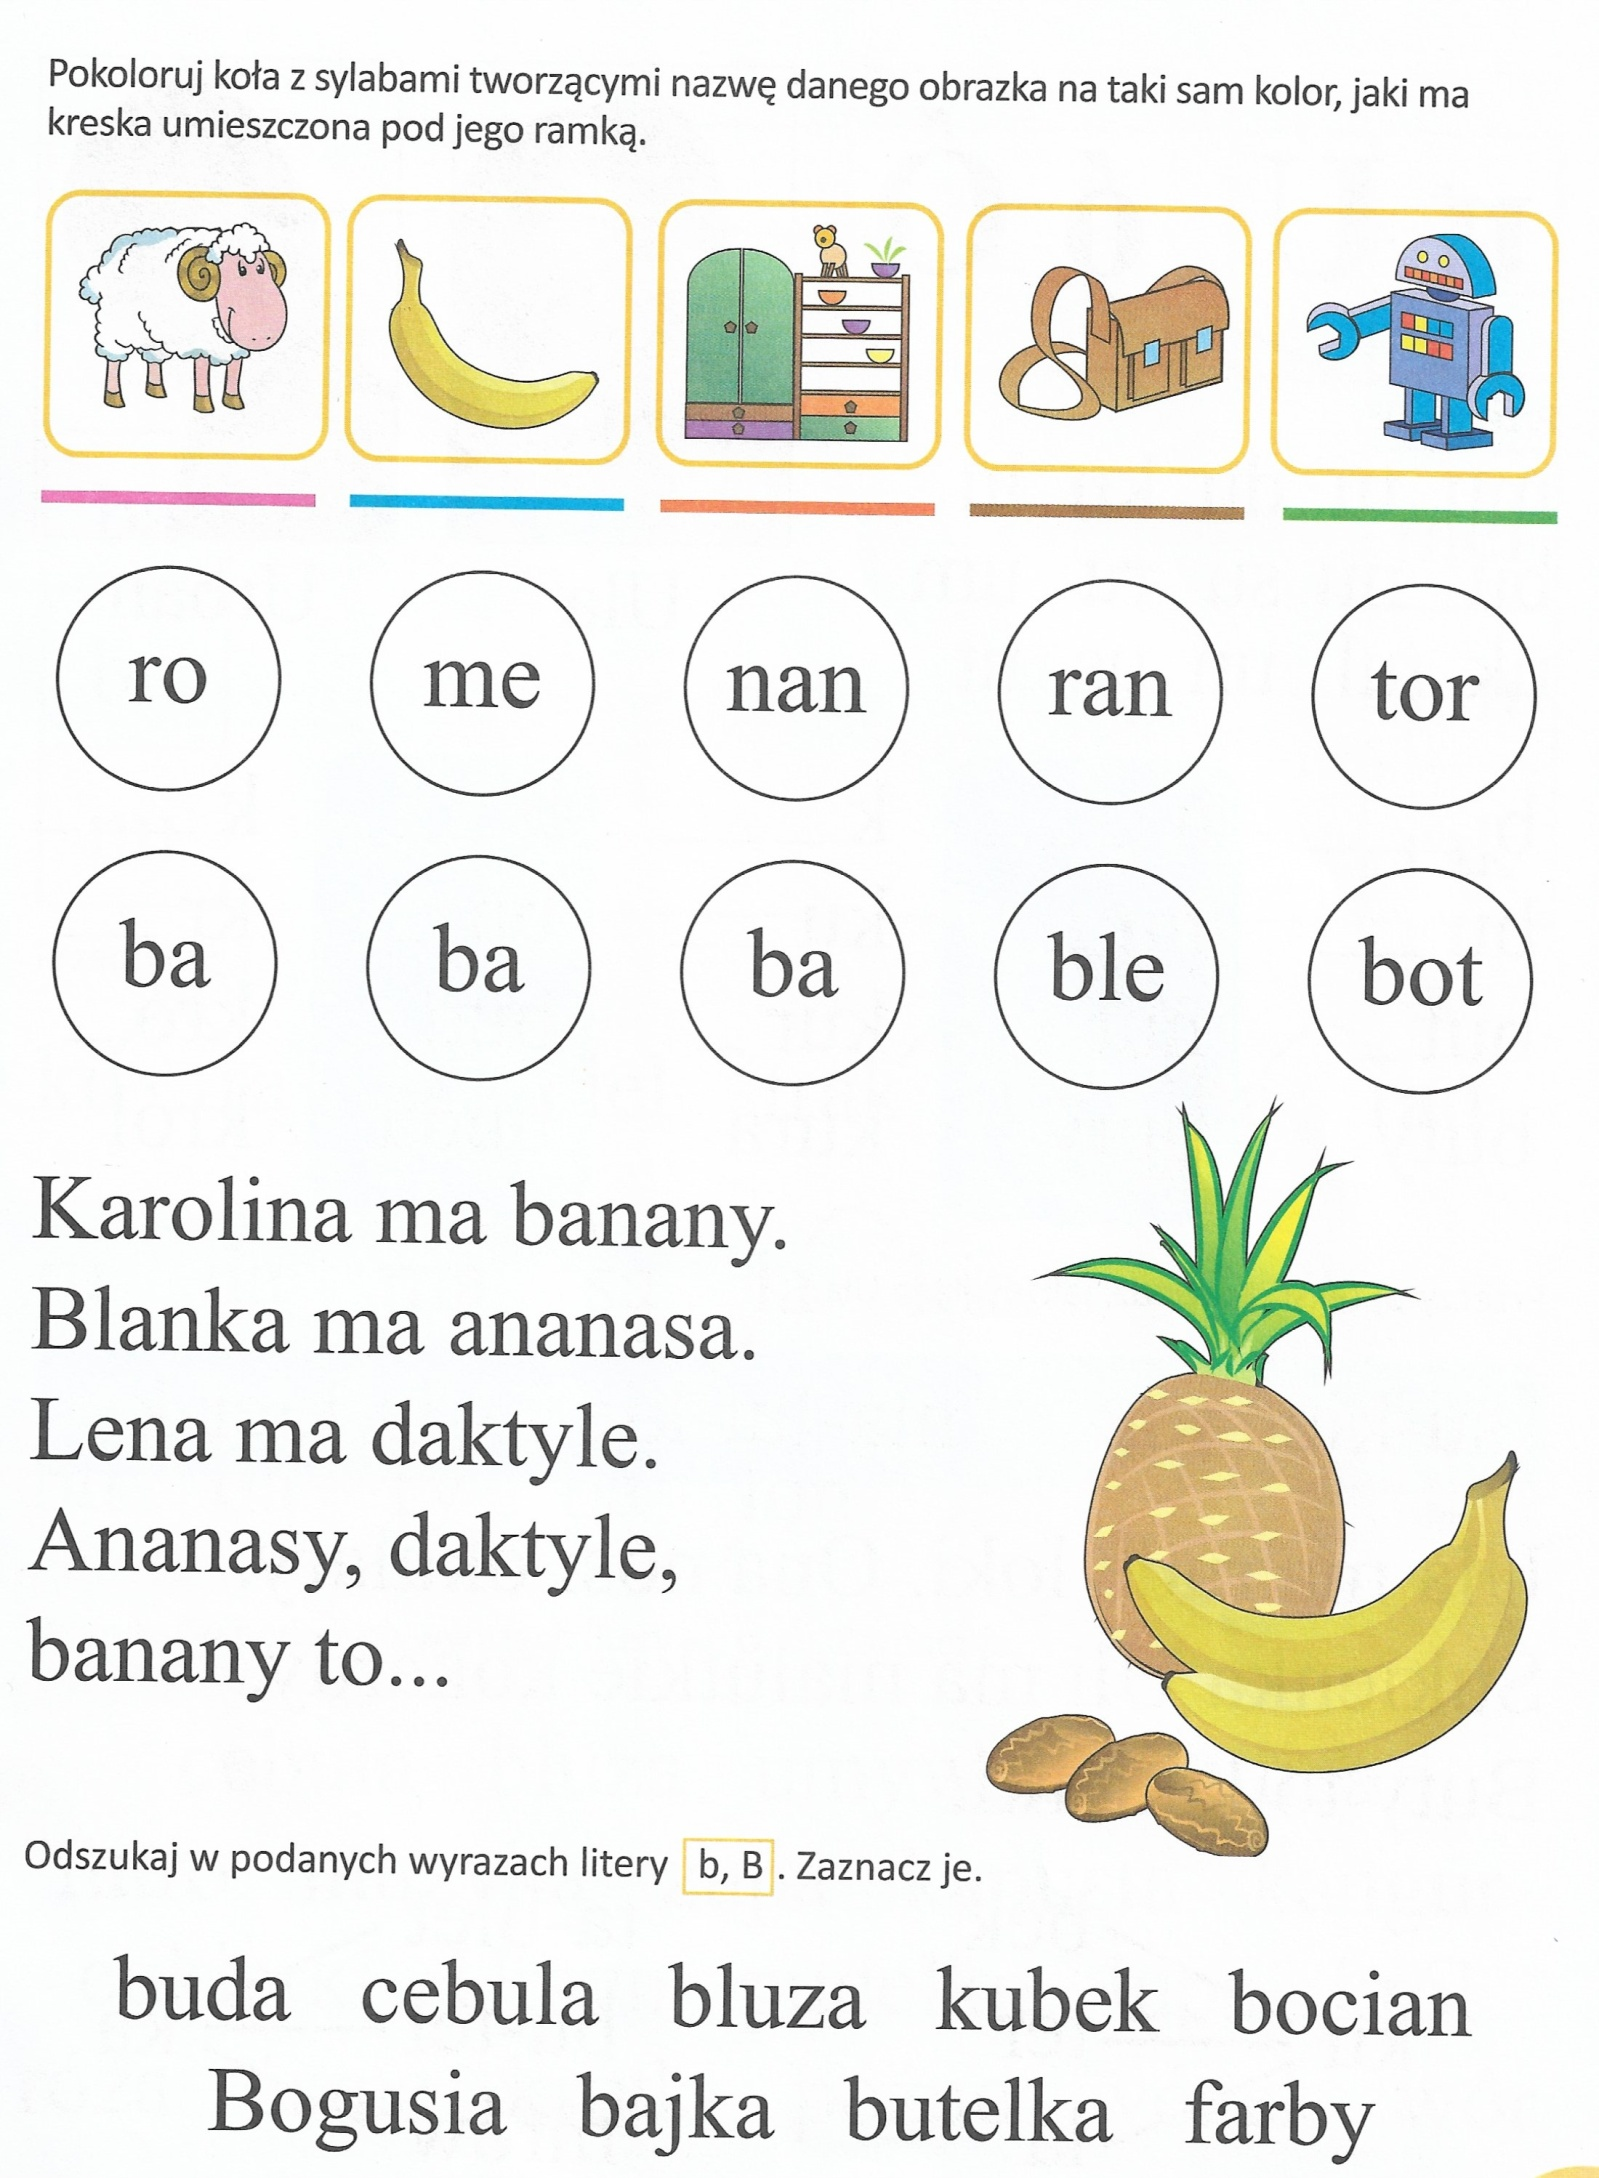 Pokoloruj koła z sylabami tworzącymi nazwę danego obrazka na taki sam kolor, jaki ma
kreska umieszczona pod jego ramką.
ro me nan ran tor
ba ba ba ble bot
Karolina ma banany.
Blanka ma ananasa.
Lena ma daktyle.
Ananasy, daktyle,
banany to...
Odszukaj w podanych wyrazach litery b, B . Zaznacz je.
buda cebula bluza kubek bocian
Bogusia bajka butelka farby